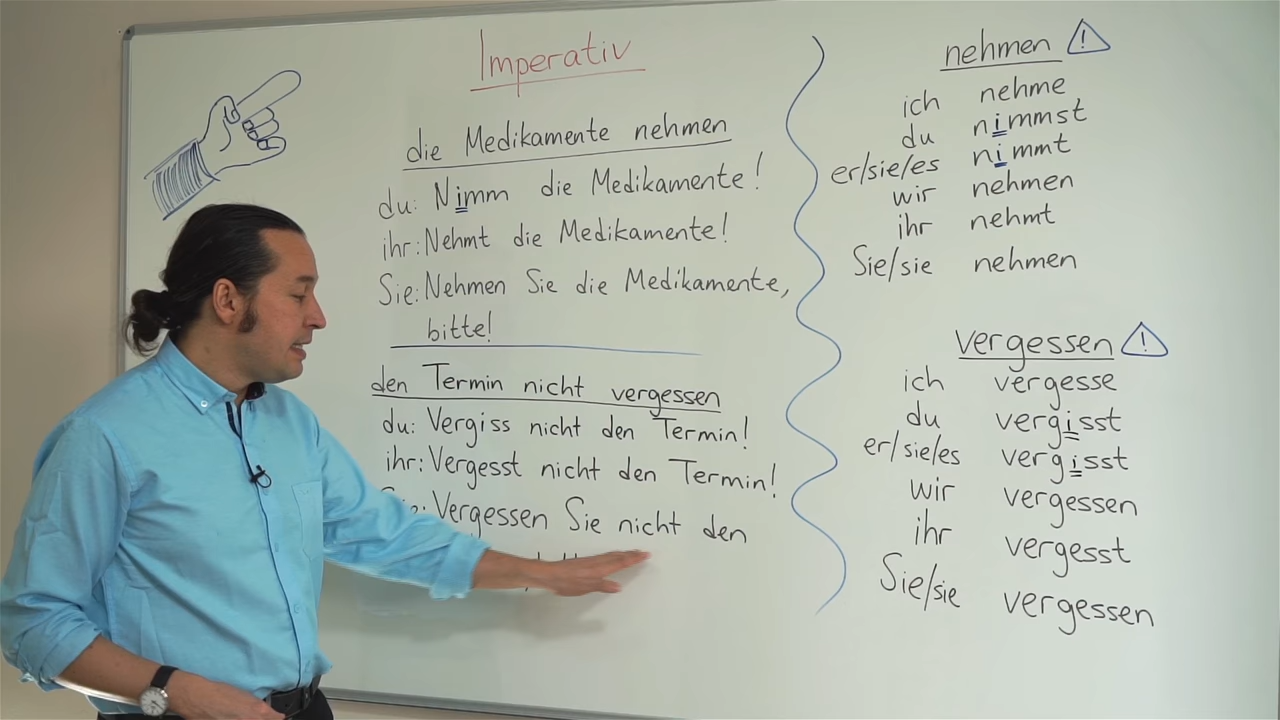 Imperativ
die Medikamente nehmen
du: Nimm die Medikamente!
ihr: Nehmt die Medikamente!
Sie: Nehmen Sie die Medikamente,
bitte!
den Termin nicht vergessen
du: Vergiss nicht den Termin!
ihr: Vergesst nicht den Termin!
Vergessen Sie nicht den
nehmen
ich nehme
du nimmst
er/sie/es nimmt
wir nehmen
ihr nehmt
Sie/sie nehmen
vergessen
ich vergesse
du vergisst
er/sie/es vergisst
wir vergessen
ihr vergesst
Sie/sie vergessen